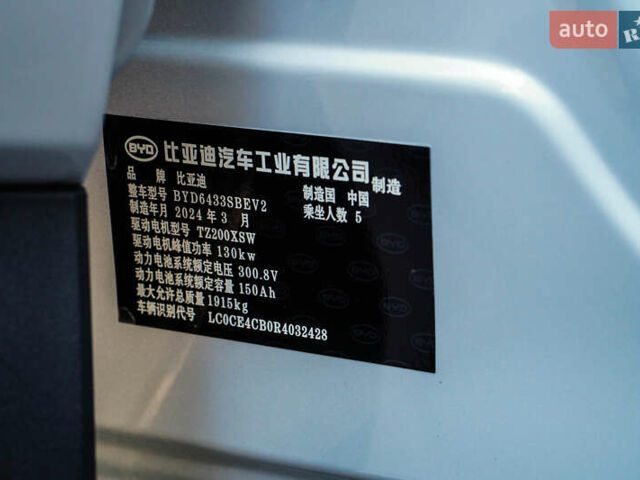 auto
R
BYD 比亚迪汽车工业有限公司 制造
品 牌 比亚迪 制造国 中国
整车型号 BYD6433SBEV2 乘坐人数 5
制造年月 2024 年 3 月
驱动电机型号 TZ200XSW
驱动电机峰值功率 130kW
动力电池系统额定电压 300.8V
动力电池系统额定容量 150Ah
最大允许总质量 1915kg
车辆识别代号 LC0CE4CB0R4032428